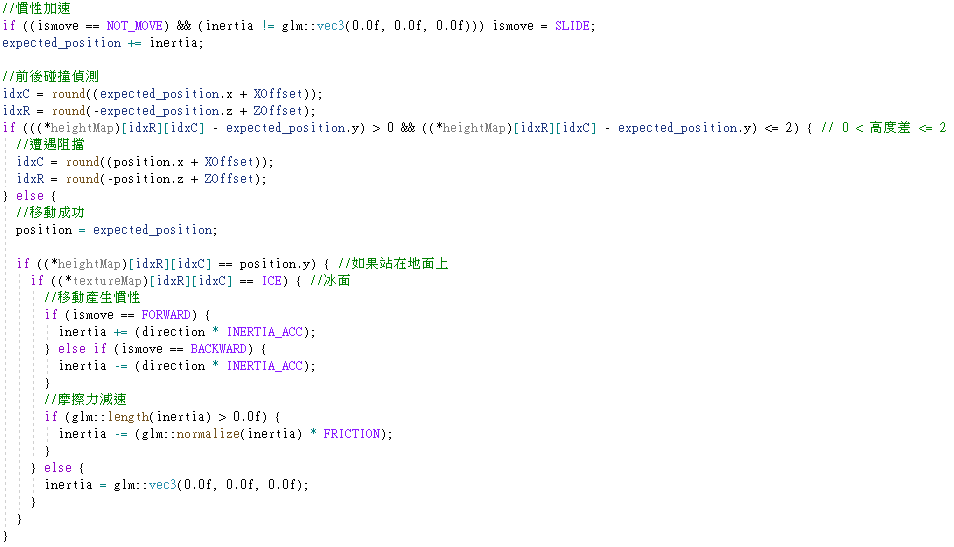 //慣性加速
if ((ismove == NOT_MOVE) && (inertia != glm::vec3(0.0f, 0.0f, 0.0f))) ismove = SLIDE;
expected_position += inertia;

//前後碰撞偵測
idxC = round((expected_position.x + XOffset));
idxR = round(-expected_position.z + ZOffset);
if (((*heightMap)[idxR][idxC] - expected_position.y) > 0 && ((*heightMap)[idxR][idxC] - expected_position.y) <= 2) { // 0 < 高度差 <= 2
  //遭遇阻擋
  idxC = round((position.x + XOffset));
  idxR = round(-position.z + ZOffset);
} else {
  //移動成功
  position = expected_position;

  if ((*heightMap)[idxR][idxC] == position.y) { //如果站在地面上
    if ((*textureMap)[idxR][idxC] == ICE) { //冰面
      //移動產生慣性
      if (ismove == FORWARD) {
        inertia += (direction * INERTIA_ACC);
      } else if (ismove == BACKWARD) {
        inertia -= (direction * INERTIA_ACC);
      }
      //摩擦力減速
      if (glm::length(inertia) > 0.0f) {
        inertia -= (glm::normalize(inertia) * FRICTION);
      }
    } else {
      inertia = glm::vec3(0.0f, 0.0f, 0.0f);
    }
  }
}